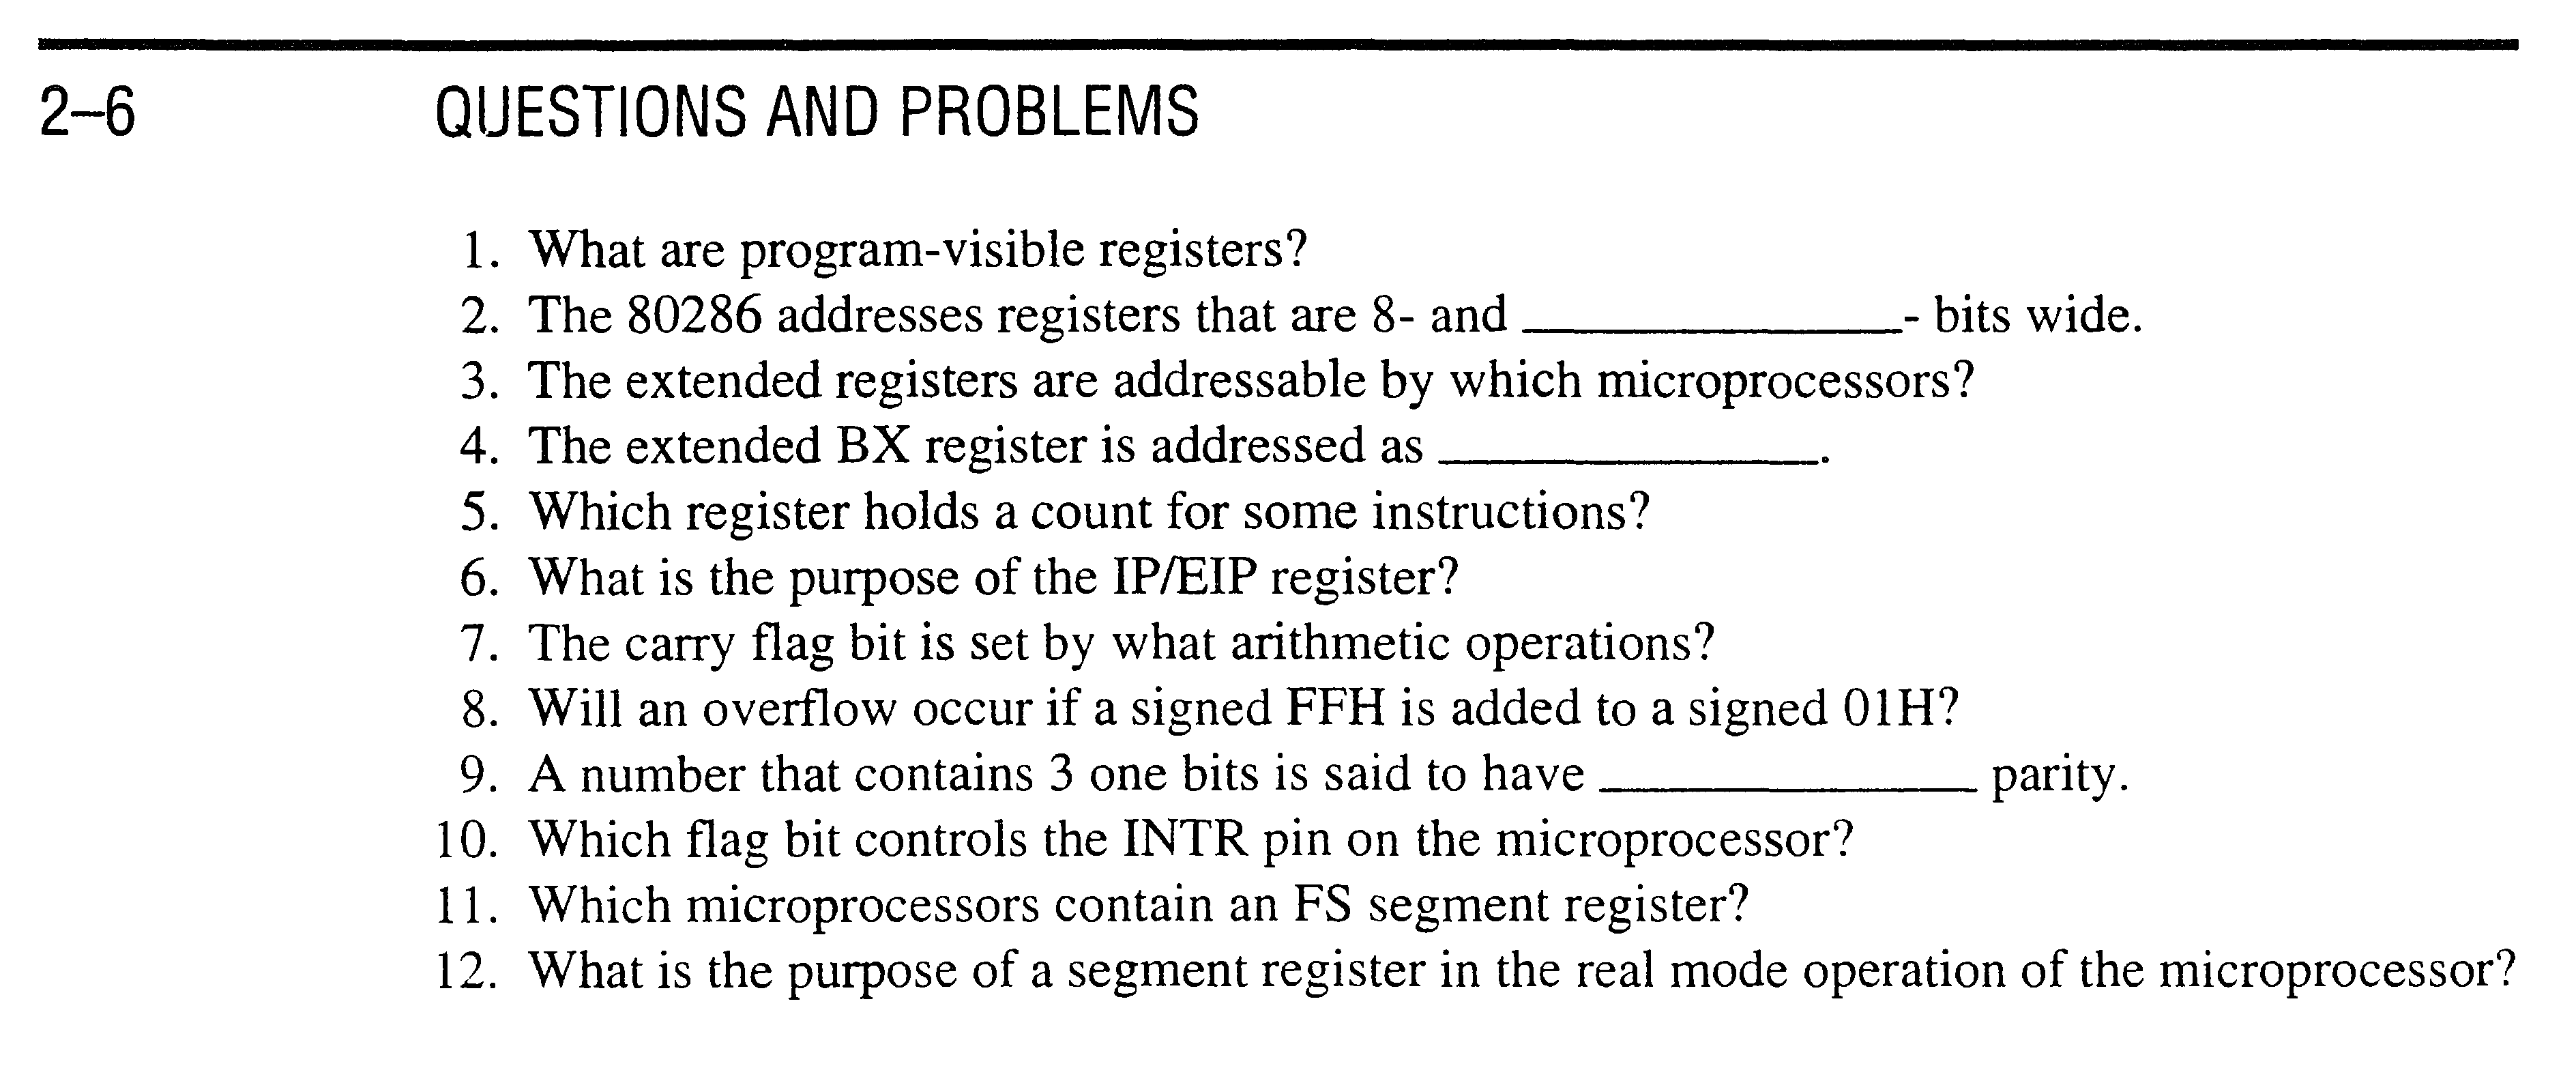 2–6 QUESTIONS AND PROBLEMS
1. What are program-visible registers?
2. The 80286 addresses registers that are 8- and ______________- bits wide.
3. The extended registers are addressable by which microprocessors?
4. The extended BX register is addressed as ______________.
5. Which register holds a count for some instructions?
6. What is the purpose of the IP/EIP register?
7. The carry flag bit is set by what arithmetic operations?
8. Will an overflow occur if a signed FFH is added to a signed 01H?
9. A number that contains 3 one bits is said to have ______________ parity.
10. Which flag bit controls the INTR pin on the microprocessor?
11. Which microprocessors contain an FS segment register?
12. What is the purpose of a segment register in the real mode operation of the microprocessor?